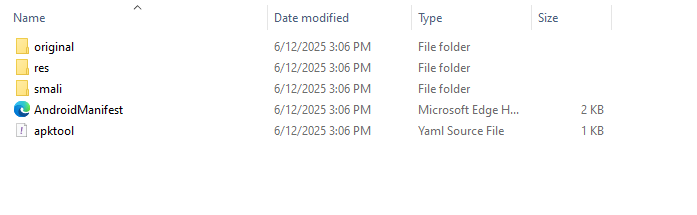 Name Date modified Type Size
original 6/12/2025 3:06 PM File folder
res 6/12/2025 3:06 PM File folder
smali 6/12/2025 3:06 PM File folder
AndroidManifest 6/12/2025 3:06 PM Microsoft Edge H... 2 KB
apktool 6/12/2025 3:06 PM Yaml Source File 1 KB